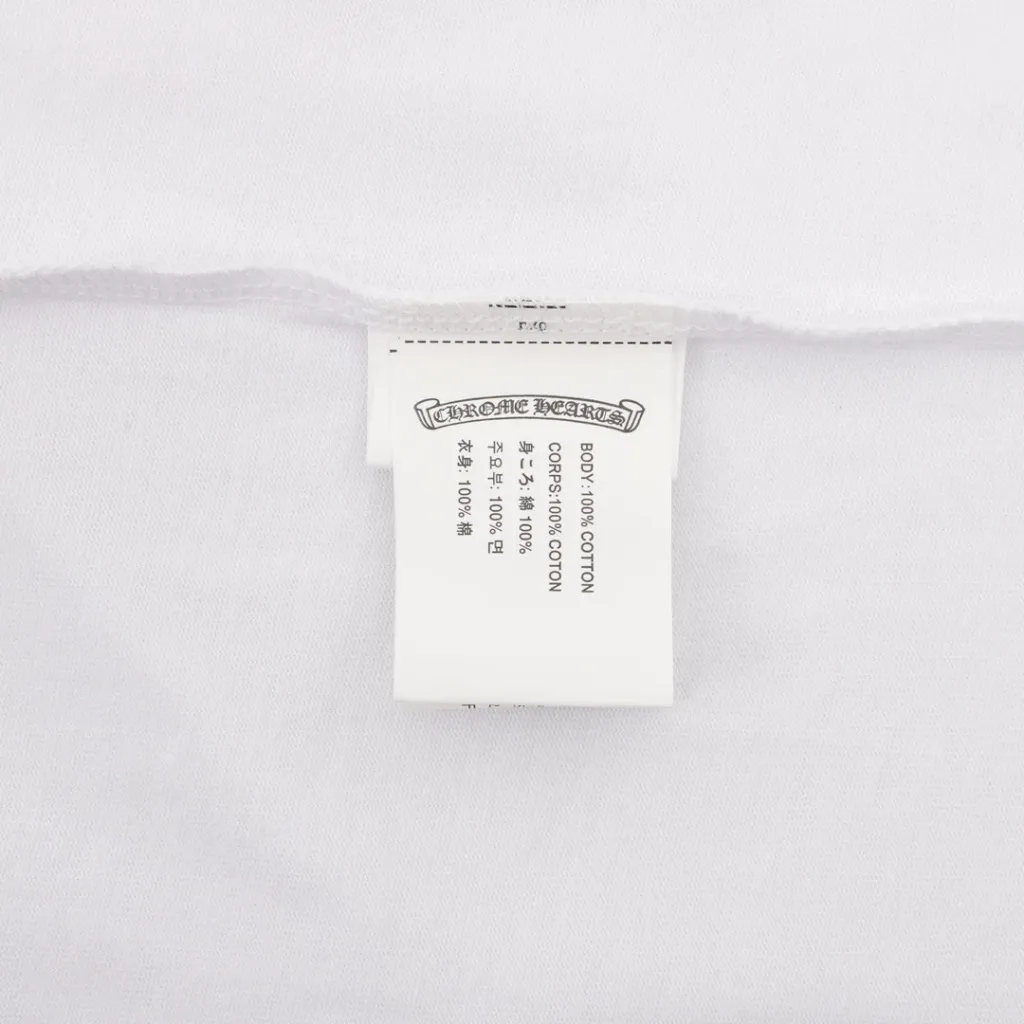 CHROME HEARTS
BODY:100% COTTON
CORPS:100% COTON
身ころ: 綿 100%
주요부: 100% 면
衣身: 100% 棉